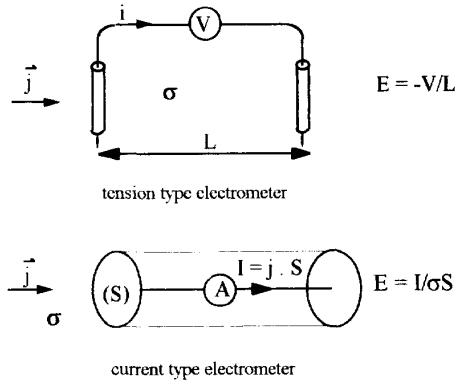 i V
j σ E = -V/L
L
tension type electrometer
j (S) A I = j . S E = I/σS
σ
current type electrometer